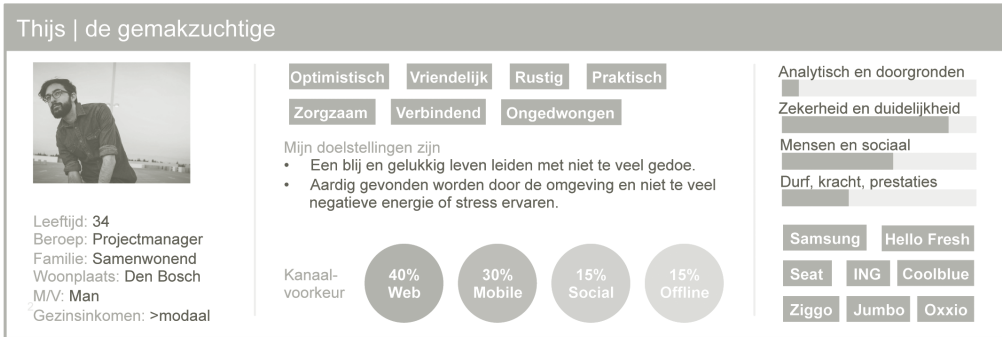 Thijs | de gemakzuchtige
Leeftijd: 34
Beroep: Projectmanager
Familie: Samenwonend
Woonplaats: Den Bosch
M/V: Man
2
Gezinsinkomen: >modaal
Optimistisch Vriendelijk Rustig Praktisch
Zorgzaam Verbindend Ongedwongen
Mijn doelstellingen zijn
• Een blij en gelukkig leven leiden met niet te veel gedoe.
• Aardig gevonden worden door de omgeving en niet te veel
negatieve energie of stress ervaren.
Kanaal-
voorkeur
40%
Web
30%
Mobile
15%
Social
15%
Offline
Analytisch en doorgronden
Zekerheid en duidelijkheid
Mensen en sociaal
Durf, kracht, prestaties
Samsung Hello Fresh
Seat ING Coolblue
Ziggo Jumbo Oxxio